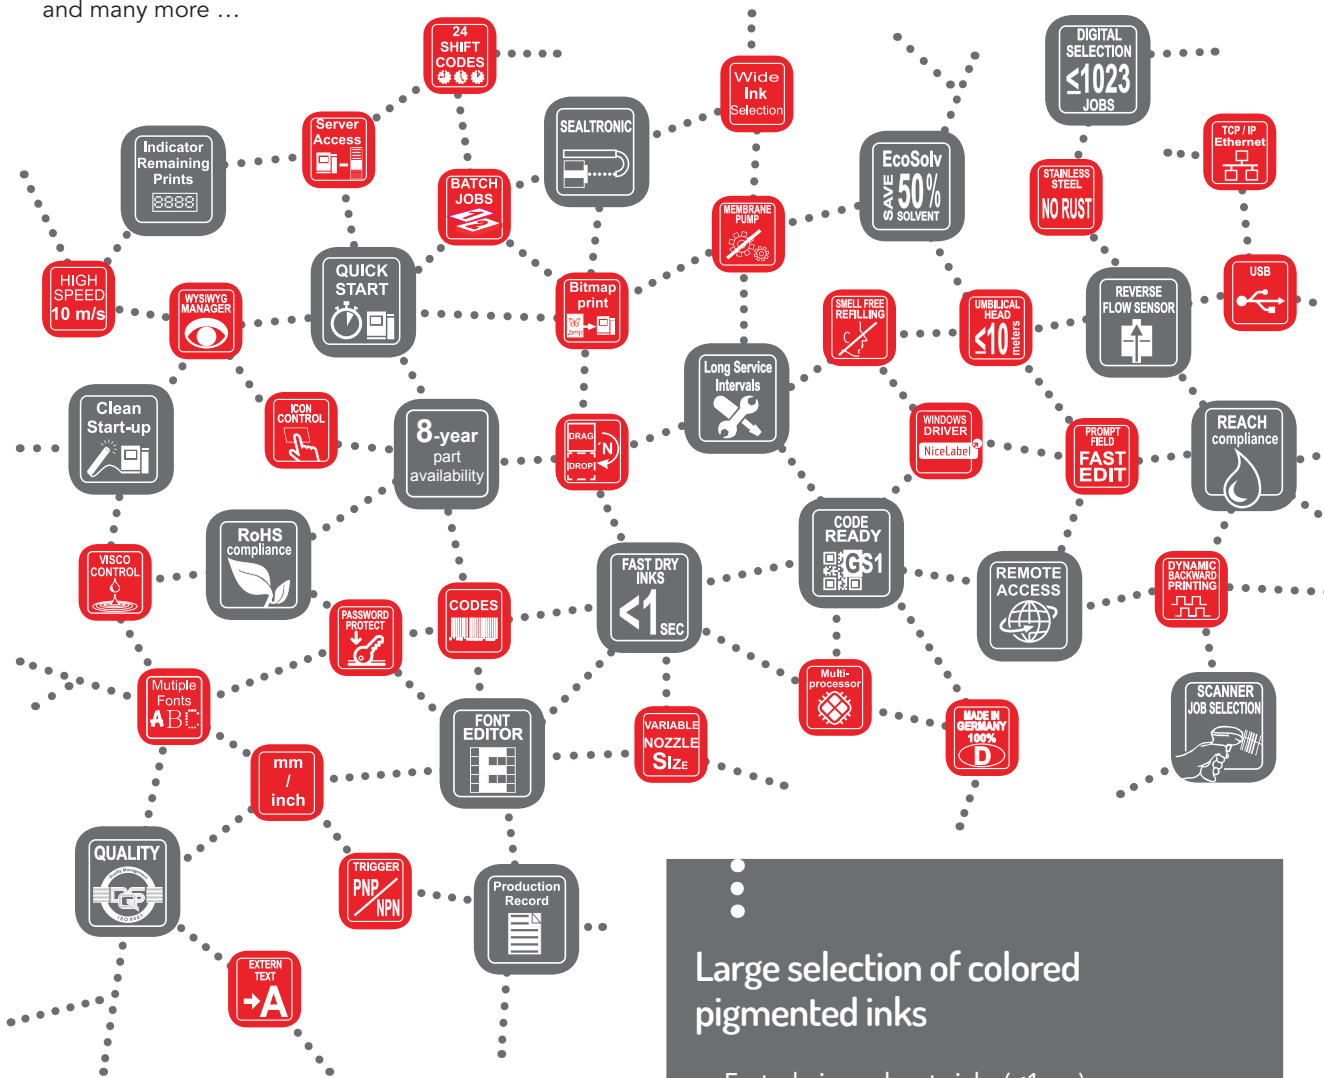 and many more …
24
SHIFT
CODES
DIGITAL
SELECTION
≤1023
JOBS
Wide
Ink
Selection
Server
Access
SEALTRONIC
TCP / IP
Ethernet
Indicator
Remaining
Prints
8888
BATCH
JOBS
EcoSolv
SAVE
50%
SOLVENT
STAINLESS
STEEL
NO RUST
MEMBRANE
PUMP
HIGH
SPEED
10 m/s
WYSIWYG
MANAGER
QUICK
START
Bitmap
print
.bmp
SMELL FREE
REFILLING
UMBILICAL
HEAD
≤10
meters
REVERSE
FLOW SENSOR
USB
Clean
Start-up
ICON
CONTROL
8-year
part
availability
DRAG
'N
DROP
Long Service
Intervals
WINDOWS
DRIVER
NiceLabel
PROMPT
FIELD
FAST
EDIT
REACH
compliance
VISCO
CONTROL
RoHS
compliance
PASSWORD
PROTECT
CODES
FAST DRY
INKS
<1
SEC
CODE
READY
GS1
REMOTE
ACCESS
DYNAMIC
BACKWARD
PRINTING
Mutiple
Fonts
ABC
mm
/
inch
FONT
EDITOR
E
VARIABLE
NOZZLE
SIZE
Multi-
processor
MADE IN
GERMANY
100%
D
SCANNER
JOB SELECTION
QUALITY
Quality Management
DQS
ISO 9001
TRIGGER
PNP
NPN
Production
Record
EXTERN
TEXT
→A
Large selection of colored
pigmented inks